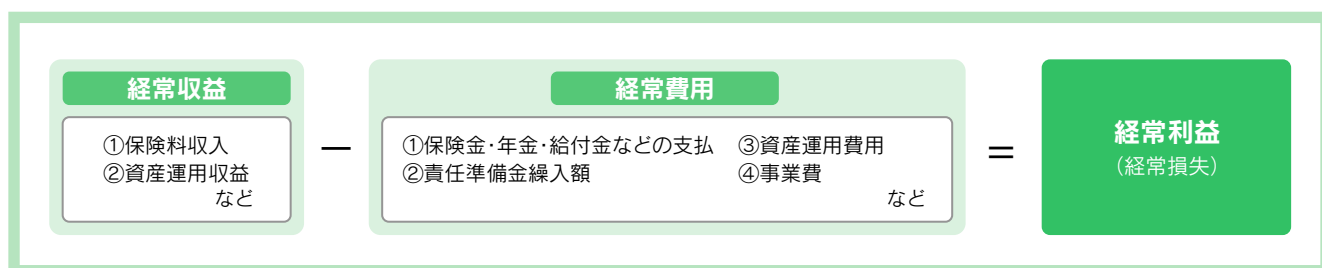 経常収益
①保険料収入
②資産運用収益
など
－
経常費用
①保険金･年金･給付金などの支払
②責任準備金繰入額
③資産運用費用
④事業費
など
＝
経常利益
（経常損失）